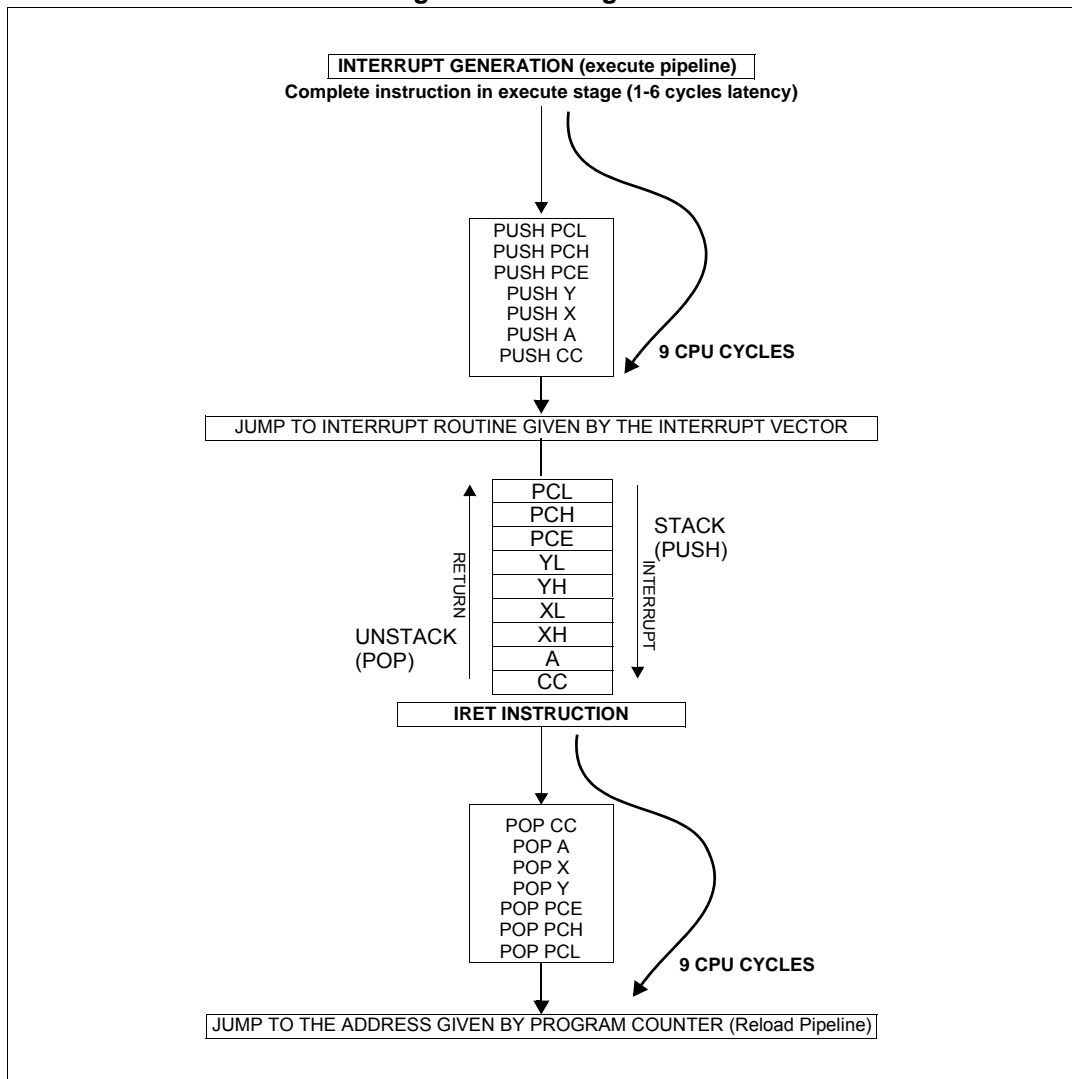 INTERRUPT GENERATION (execute pipeline)
Complete instruction in execute stage (1-6 cycles latency)
PUSH PCL
PUSH PCH
PUSH PCE
PUSH Y
PUSH X
PUSH A
PUSH CC
9 CPU CYCLES
JUMP TO INTERRUPT ROUTINE GIVEN BY THE INTERRUPT VECTOR
PCL
PCH
PCE
YL
YH
XL
XH
A
CC
STACK
(PUSH)
INTERRUPT
RETURN
UNSTACK
(POP)
IRET INSTRUCTION
POP CC
POP A
POP X
POP Y
POP PCE
POP PCH
POP PCL
9 CPU CYCLES
JUMP TO THE ADDRESS GIVEN BY PROGRAM COUNTER (Reload Pipeline)